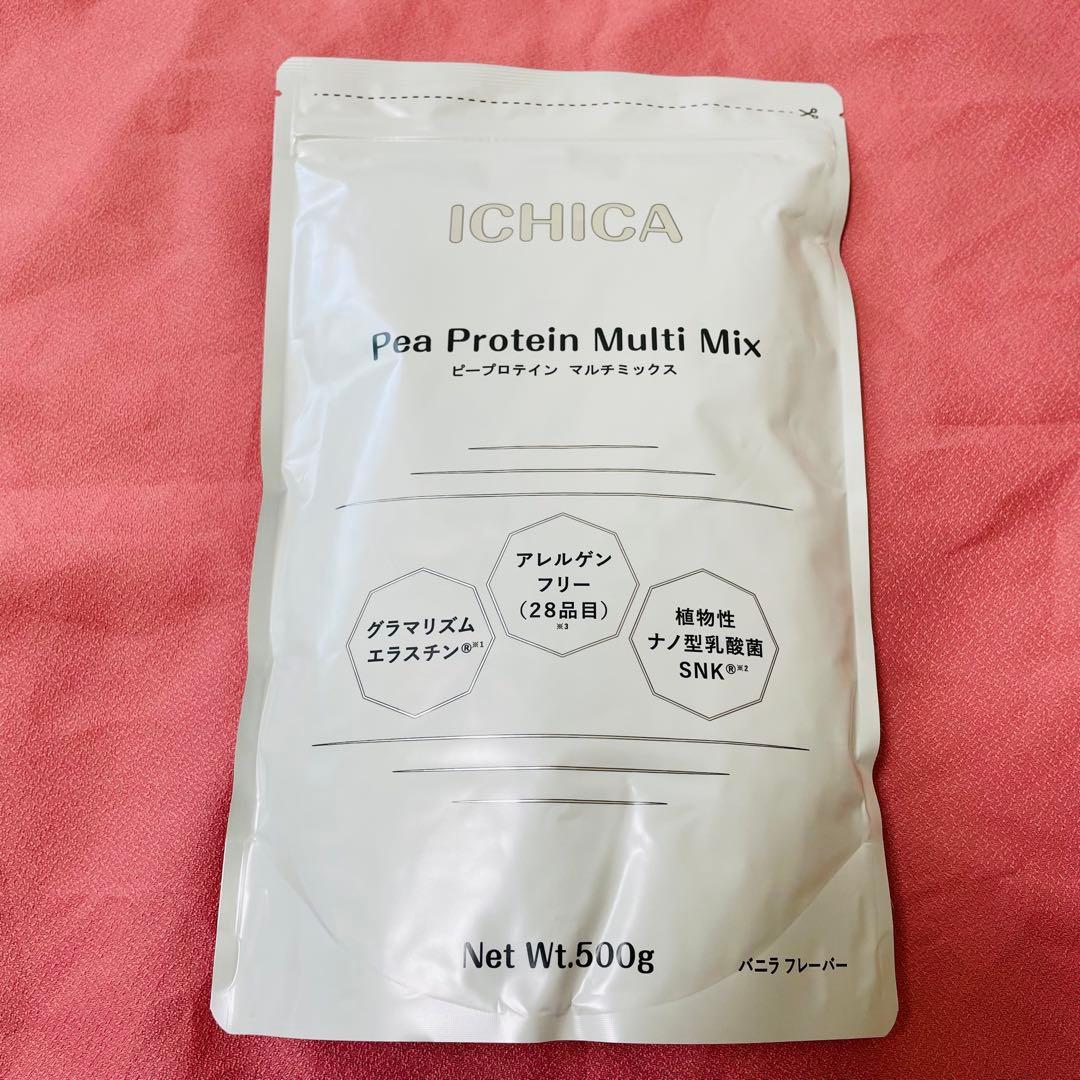 ICHICA
Pea Protein Multi Mix
ピープロテイン マルチミックス
アレルゲン
フリー
(28品目)
※3
グラマリズム
エラスチン®※1
植物性
ナノ型乳酸菌
SNK®※2
Net Wt.500g
バニラ フレーバー